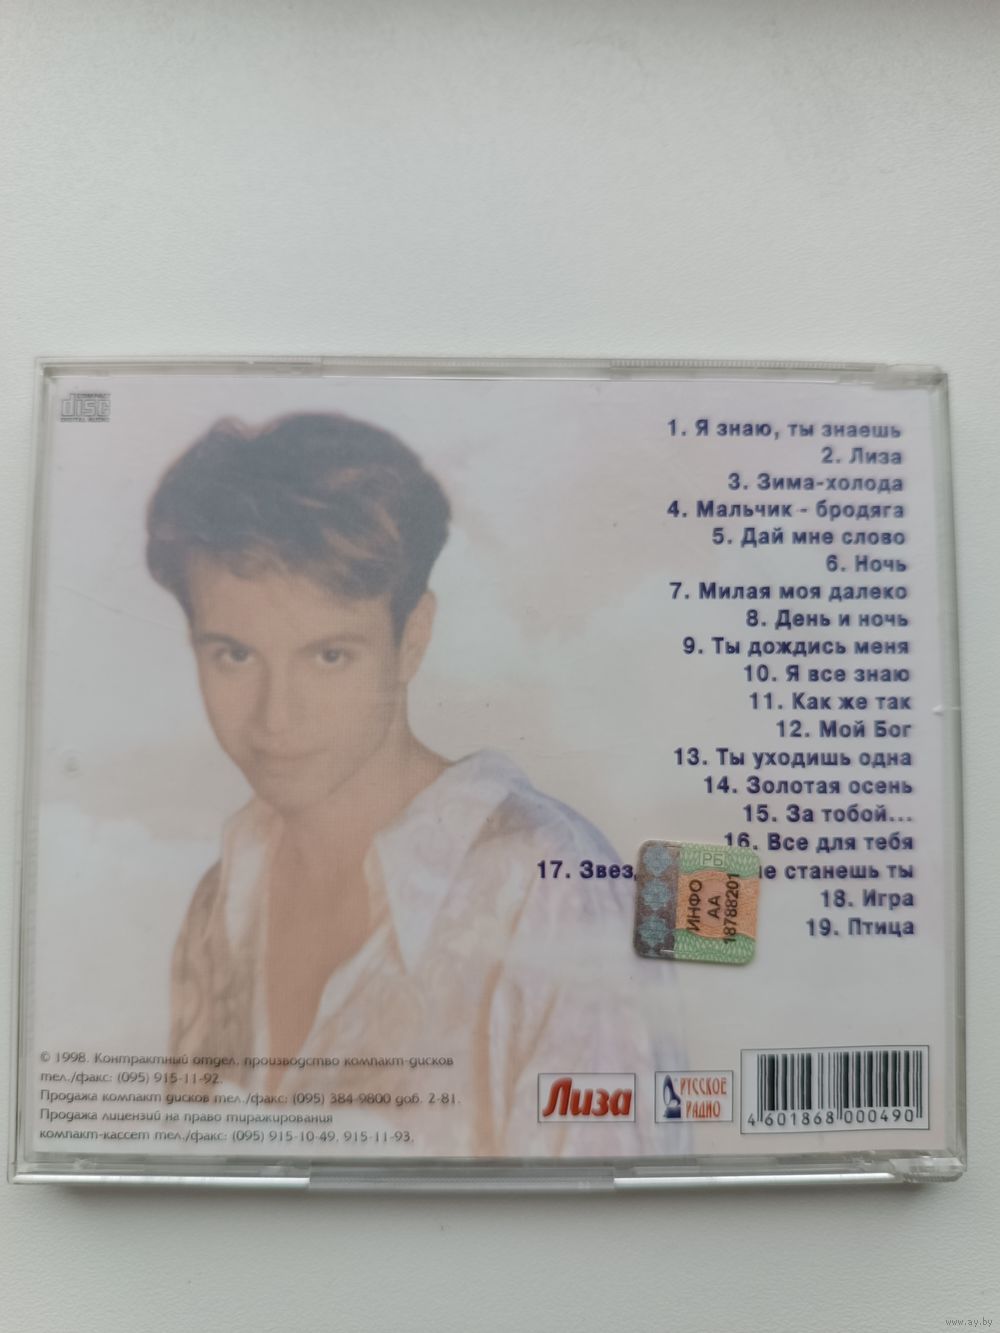 COMPACT
disc
DIGITAL AUDIO
1. Я знаю, ты знаешь
2. Лиза
3. Зима-холода
4. Мальчик - бродяга
5. Дай мне слово
6. Ночь
7. Милая моя далеко
8. День и ночь
9. Ты дождись меня
10. Я все знаю
11. Как же так
12. Мой Бог
13. Ты уходишь одна
14. Золотая осень
15. За тобой...
16. Все для тебя
17. станешь ты
18. Игра
19. Птица
РБ
ИНФО
АА
18788201
© 1998. Контрактный отдел, производство компакт-дисков
тел./факс: (095) 915-11-92.
Продажа компакт дисков тел./факс: (095) 384-9800 доб. 2-81.
Продажа лицензий на право тиражирования
компакт-кассет тел./факс: (095) 915-10-49, 915-11-93.
Лиза
РУССКОЕ
РАДИО
4 601868 000490
www.ay.by